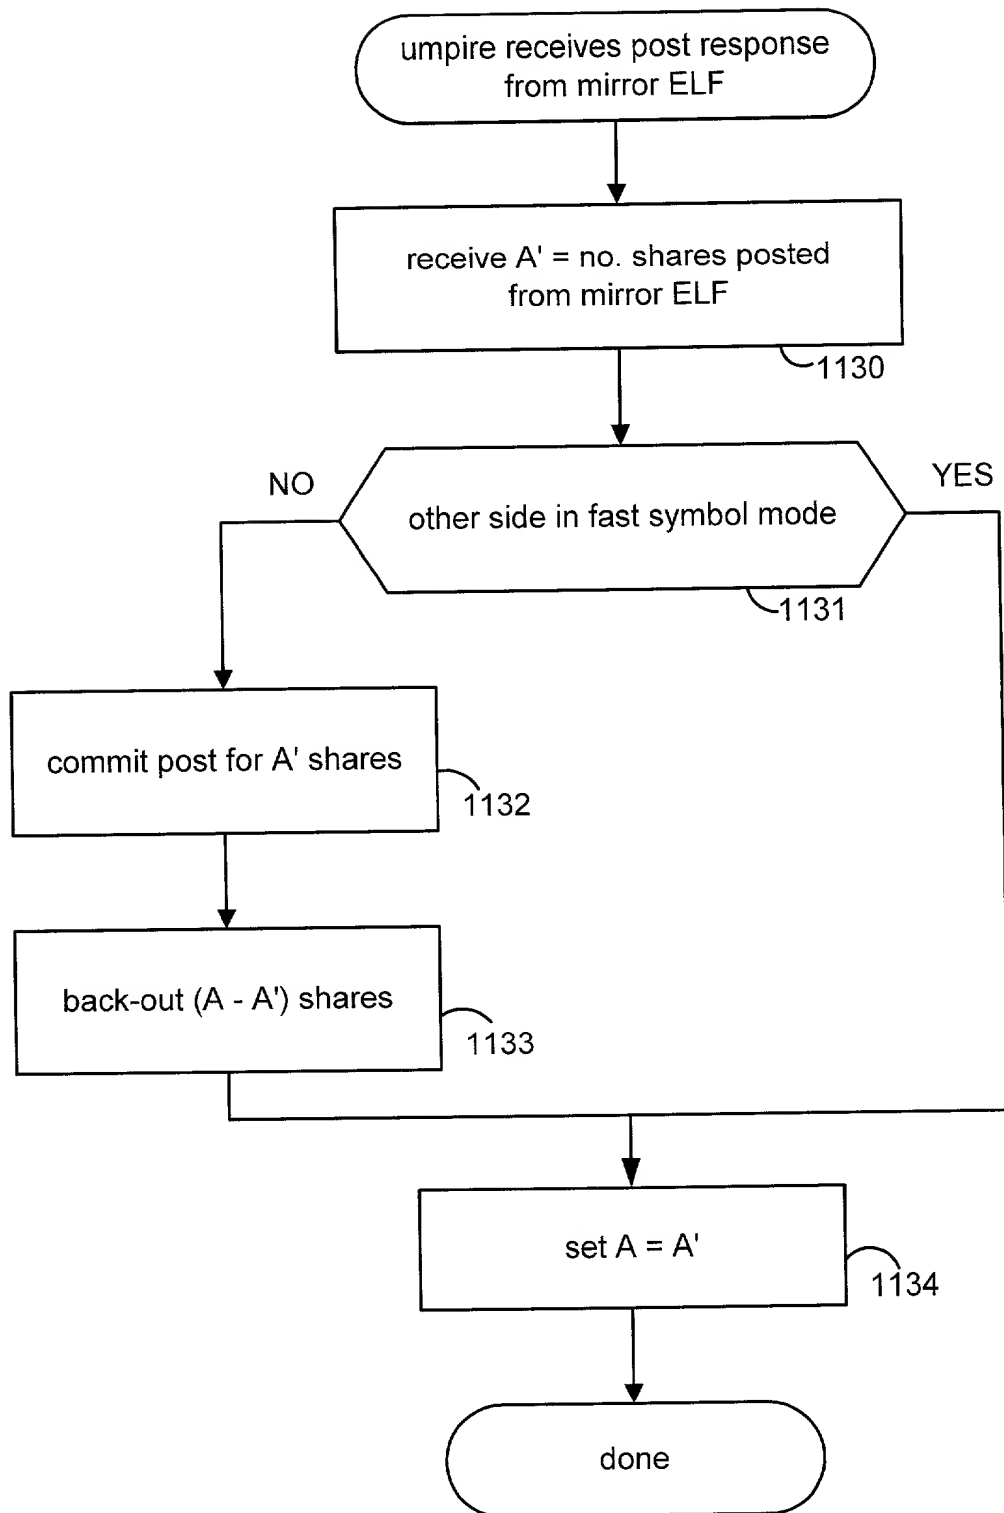 umpire receives post response
from mirror ELF
receive A' = no. shares posted
from mirror ELF
1130
NO
YES
other side in fast symbol mode
1131
commit post for A' shares
1132
back-out (A - A') shares
1133
set A = A'
1134
done